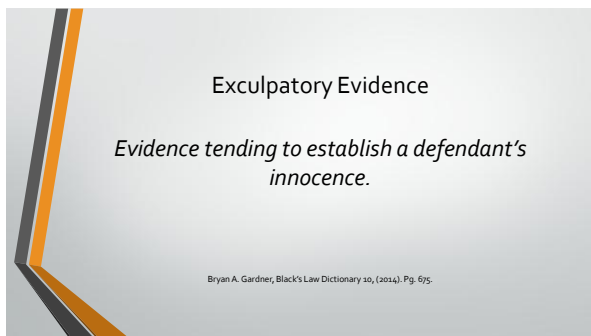 Exculpatory Evidence
Evidence tending to establish a defendant's
innocence.
Bryan A. Gardner, Black's Law Dictionary 10, (2014). Pg. 675.